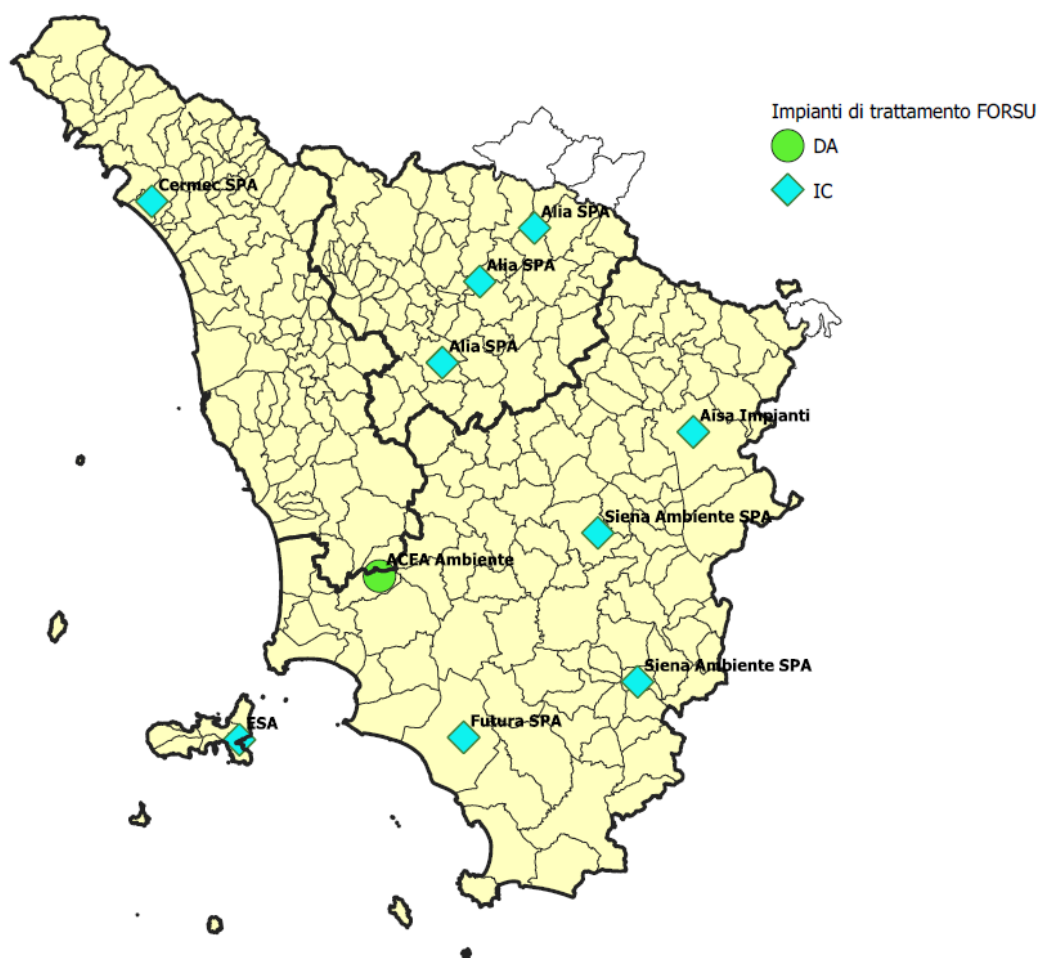 Impianti di trattamento FORSU
DA
IC
Cermec SPA
Alia SPA
Alia SPA
Alia SPA
Aisa Impianti
Siena Ambiente SPA
ACEA Ambiente
Siena Ambiente SPA
Futura SPA
ESA